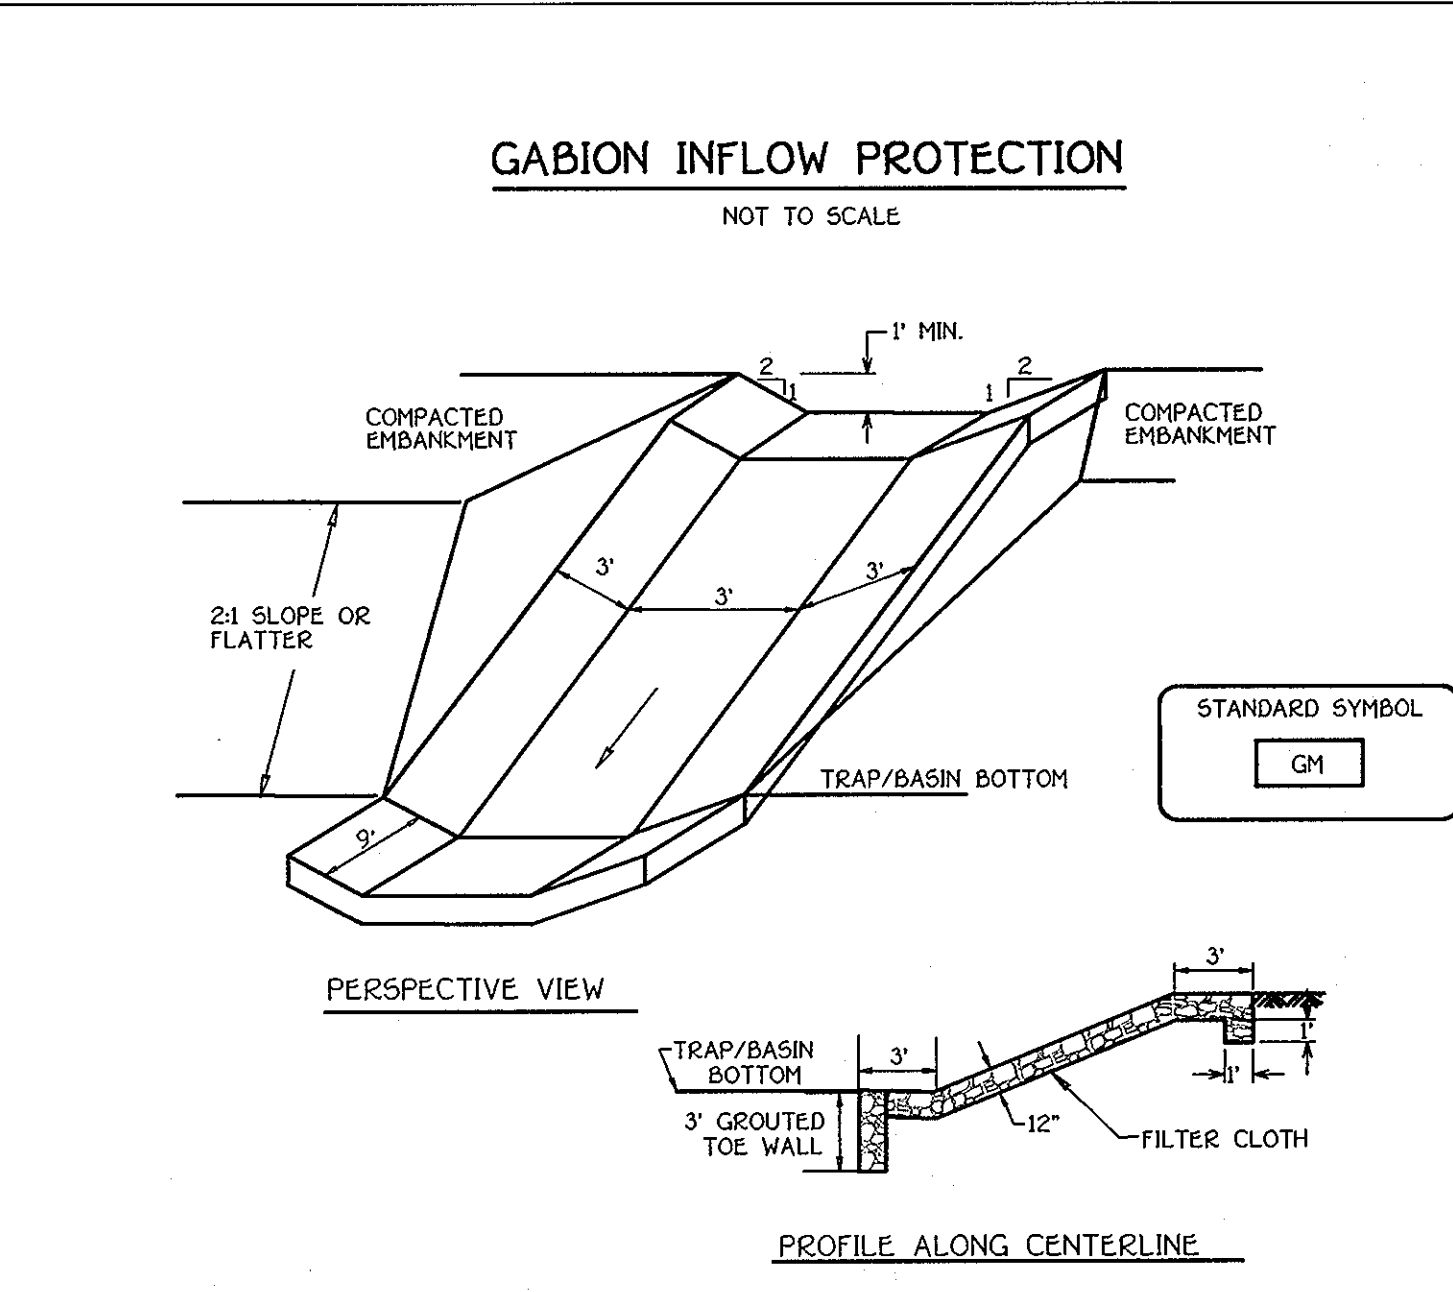 GABION INFLOW PROTECTION
NOT TO SCALE
1' MIN.
2
1
2
1
COMPACTED
EMBANKMENT
COMPACTED
EMBANKMENT
3'
3'
3'
2:1 SLOPE OR
FLATTER
STANDARD SYMBOL
GM
TRAP/BASIN BOTTOM
9'
PERSPECTIVE VIEW
3'
TRAP/BASIN
BOTTOM
3'
1'
1'
3' GROUTED
TOE WALL
12"
FILTER CLOTH
PROFILE ALONG CENTERLINE